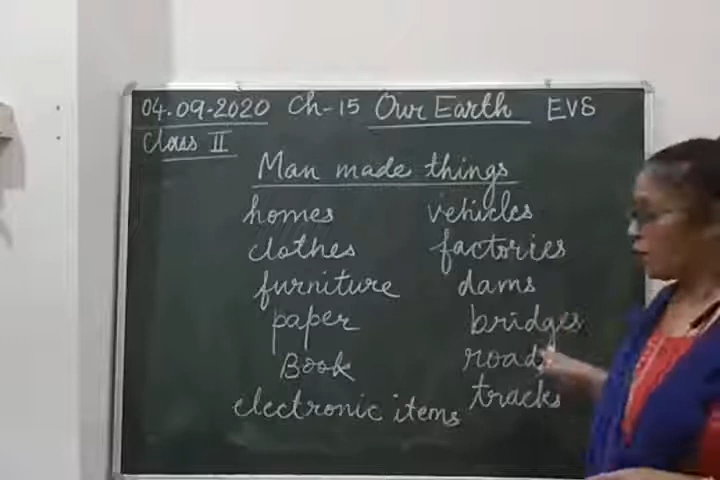 04.09-2020 Ch-15 Our Earth EVS
Class II
Man made things
homes vehicles
clothes factories
furniture dams
paper bridges
Book roads
electronic items tracks